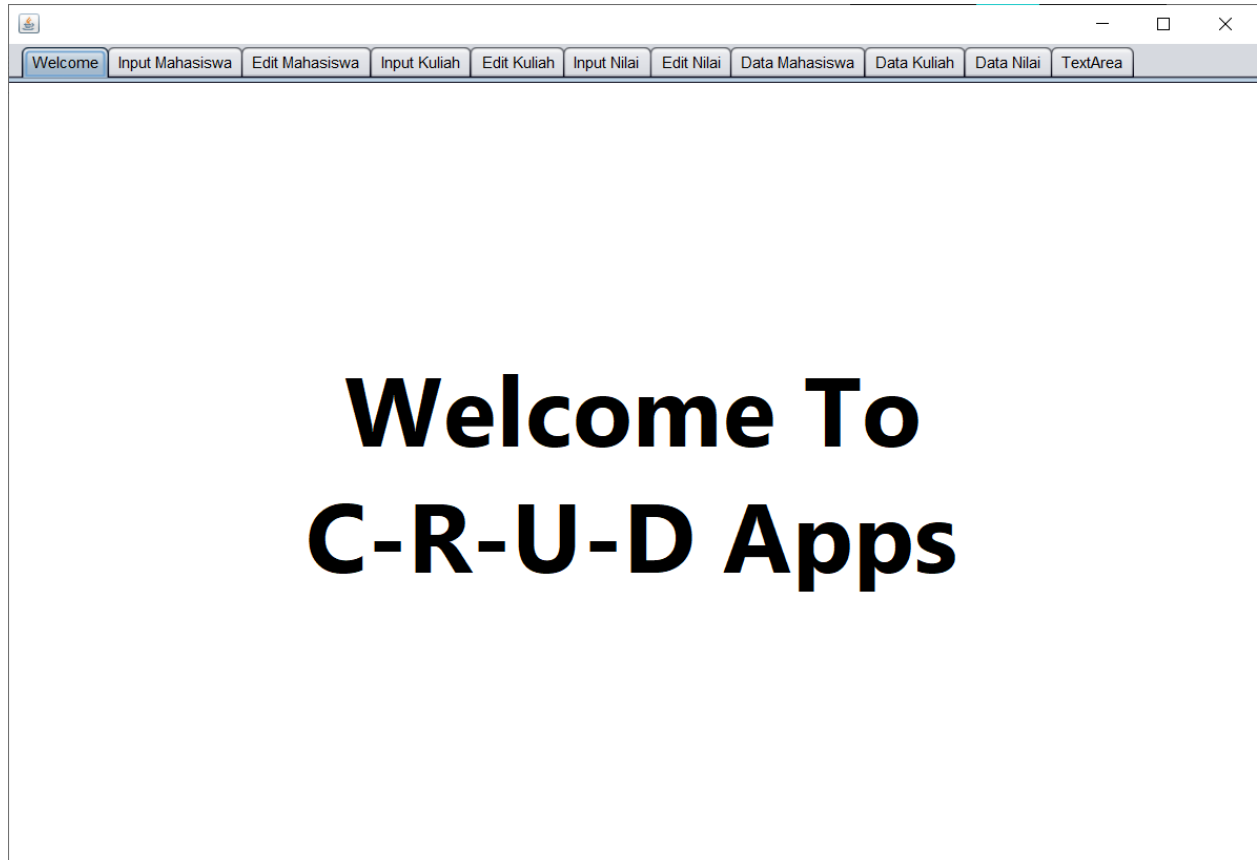 Welcome Input Mahasiswa Edit Mahasiswa Input Kuliah Edit Kuliah Input Nilai Edit Nilai Data Mahasiswa Data Kuliah Data Nilai TextArea
Welcome To
C-R-U-D Apps